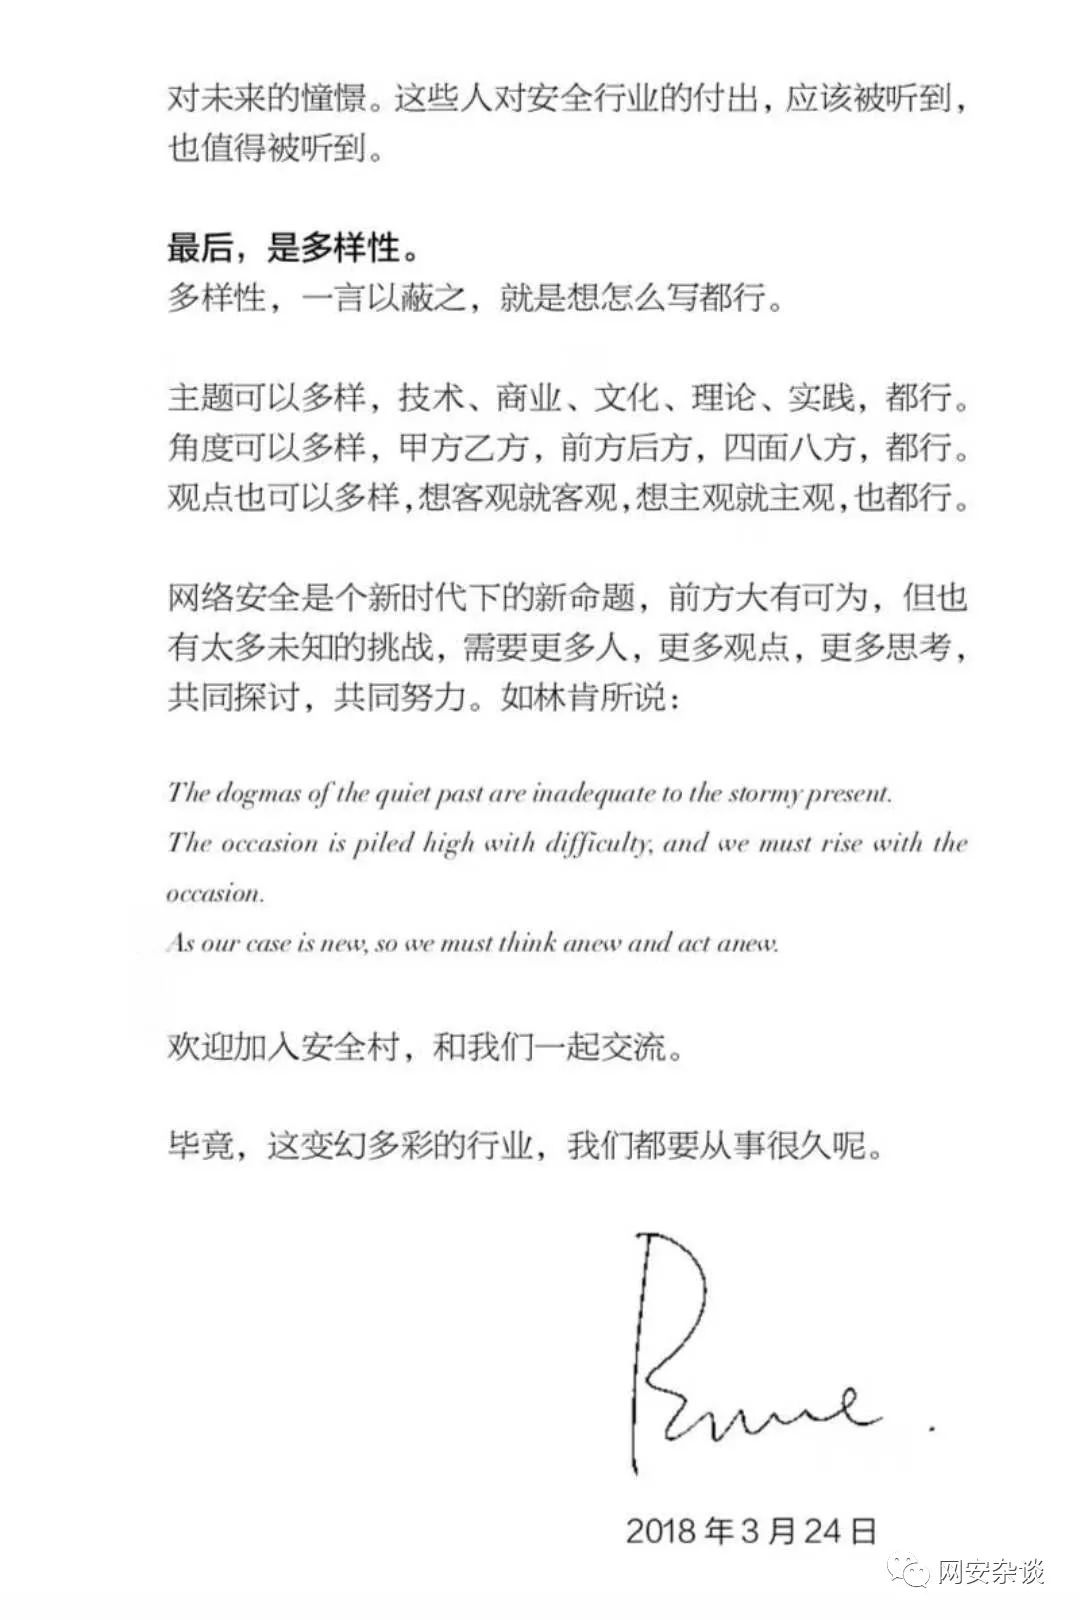 对未来的憧憬。这些人对安全行业的付出，应该被听到，
也值得被听到。
最后，是多样性。
多样性，一言以蔽之，就是想怎么写都行。
主题可以多样，技术、商业、文化、理论、实践，都行。
角度可以多样，甲方乙方，前方后方，四面八方，都行。
观点也可以多样，想客观就客观，想主观就主观，也都行。
网络安全是个新时代下的新命题，前方大有可为，但也
有太多未知的挑战，需要更多人，更多观点，更多思考，
共同探讨，共同努力。如林肯所说：
The dogmas of the quiet past are inadequate to the stormy present.
The occasion is piled high with difficulty, and we must rise with the
occasion.
As our case is new, so we must think anew and act anew.
欢迎加入安全村，和我们一起交流。
毕竟，这变幻多彩的行业，我们都要从事很久呢。
2018年3月24日
网安杂谈